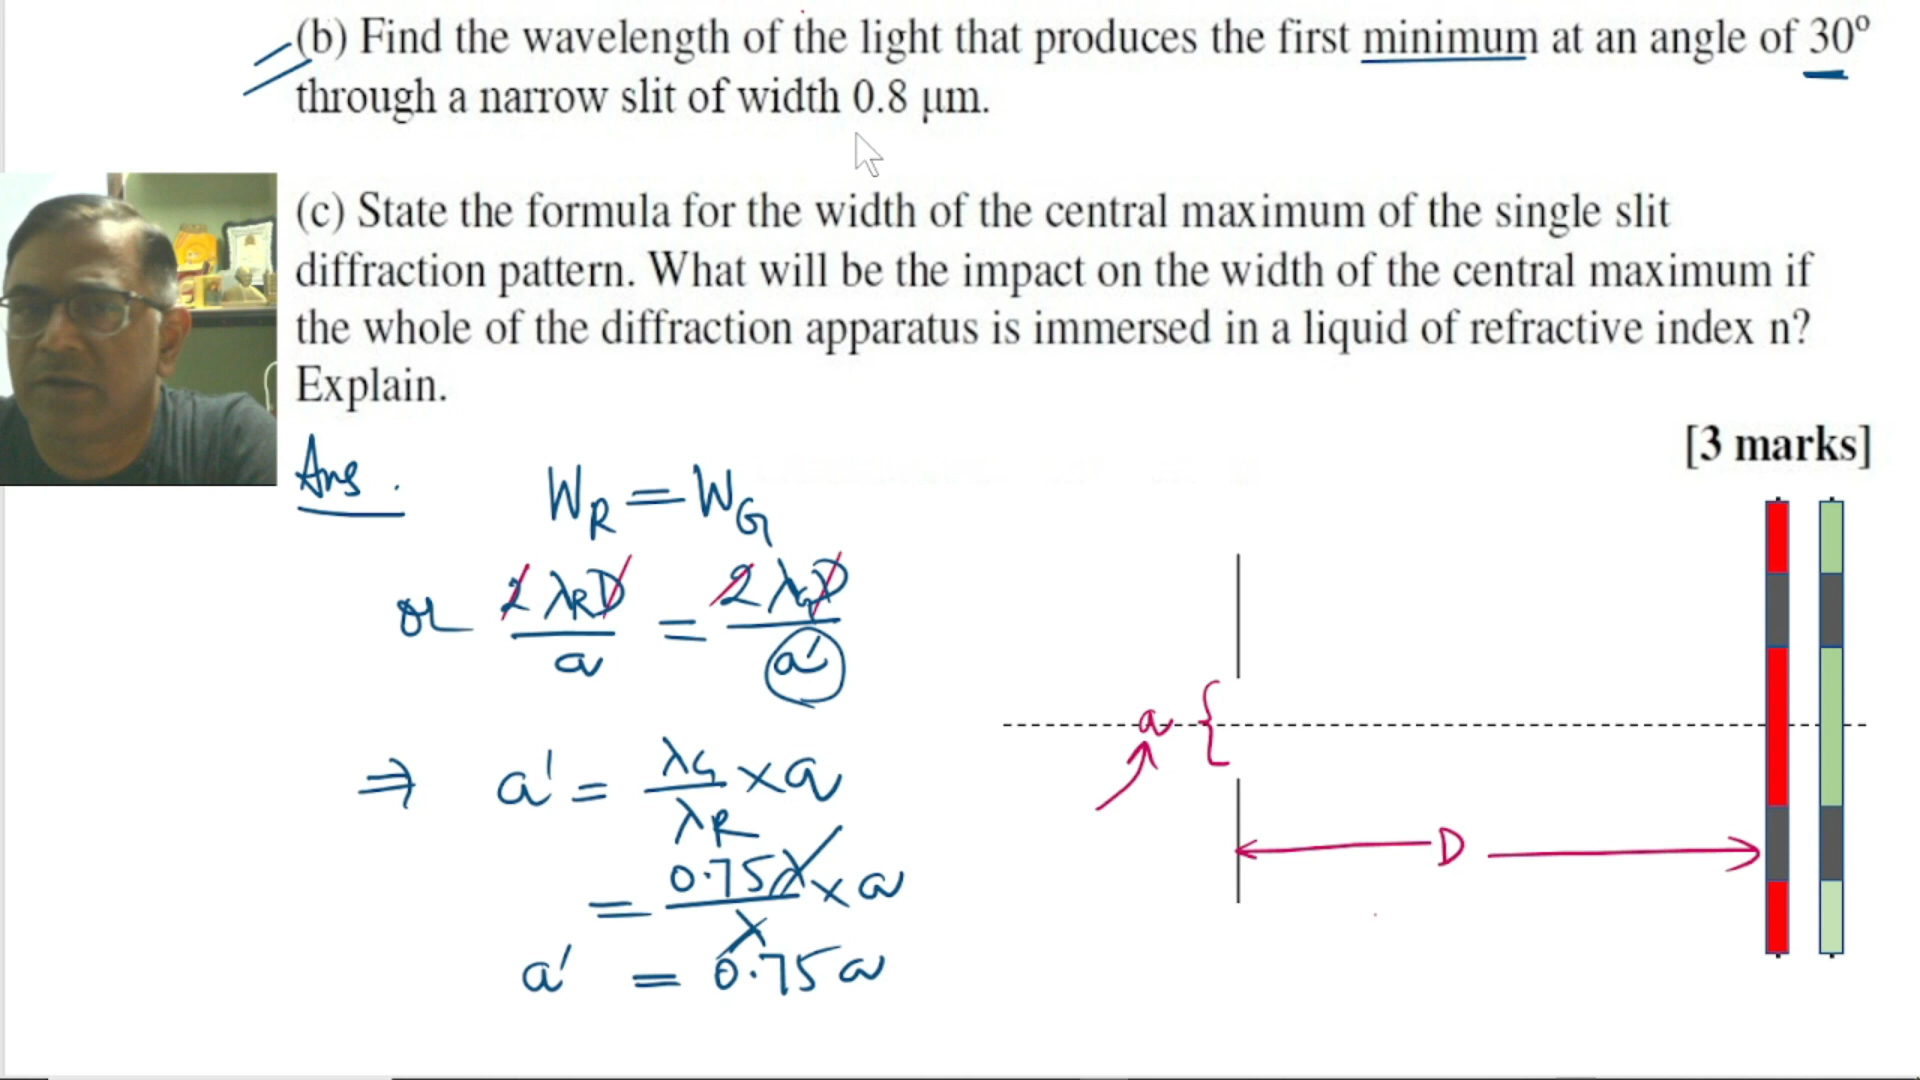 (b) Find the wavelength of the light that produces the first minimum at an angle of 30°
through a narrow slit of width 0.8 μm.
(c) State the formula for the width of the central maximum of the single slit
diffraction pattern. What will be the impact on the width of the central maximum if
the whole of the diffraction apparatus is immersed in a liquid of refractive index n?
Explain.
[3 marks]
Ans.
W_R = W_G
or 2λ_R D / a = 2λ_G D / a'
⇒ a' = λ_G / λ_R × a
= 0.75λ / λ × a
a' = 0.75 a
a
D